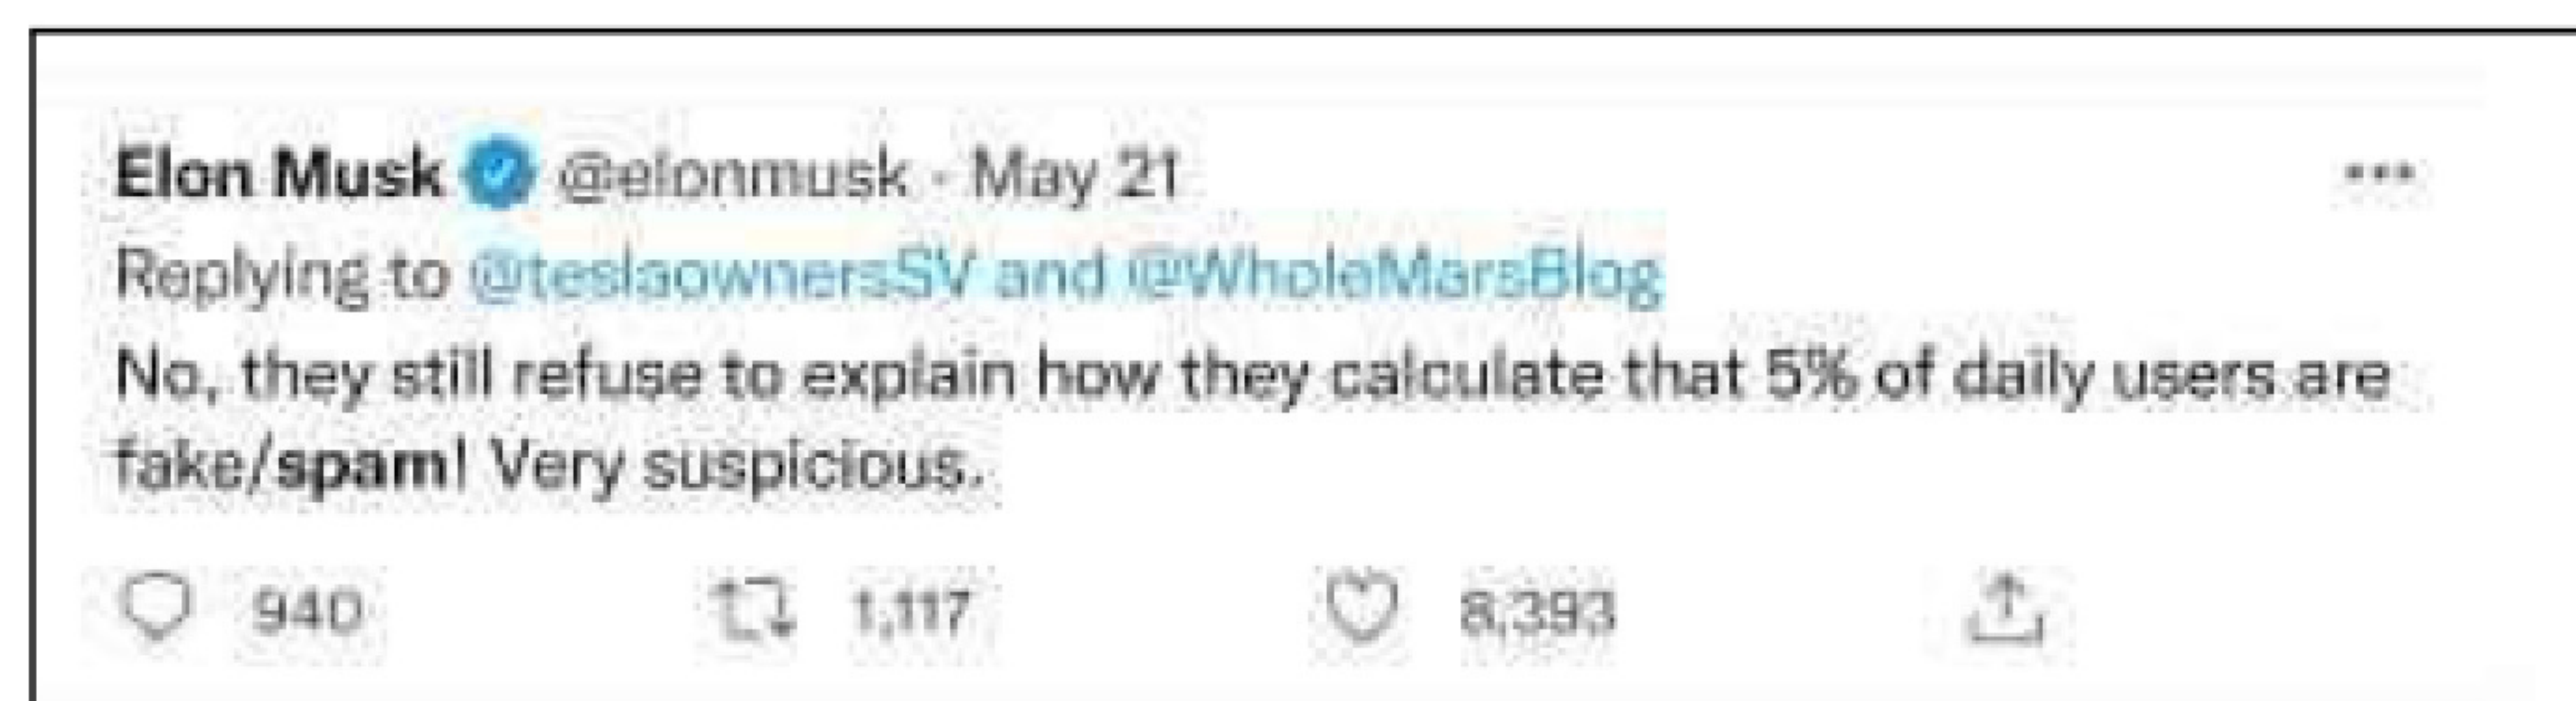 Elon Musk @elonmusk · May 21 ...
Replying to @teslaownersSV and @WholeMarsBlog
No, they still refuse to explain how they calculate that 5% of daily users are
fake/spam! Very suspicious.
940 1,117 8,393